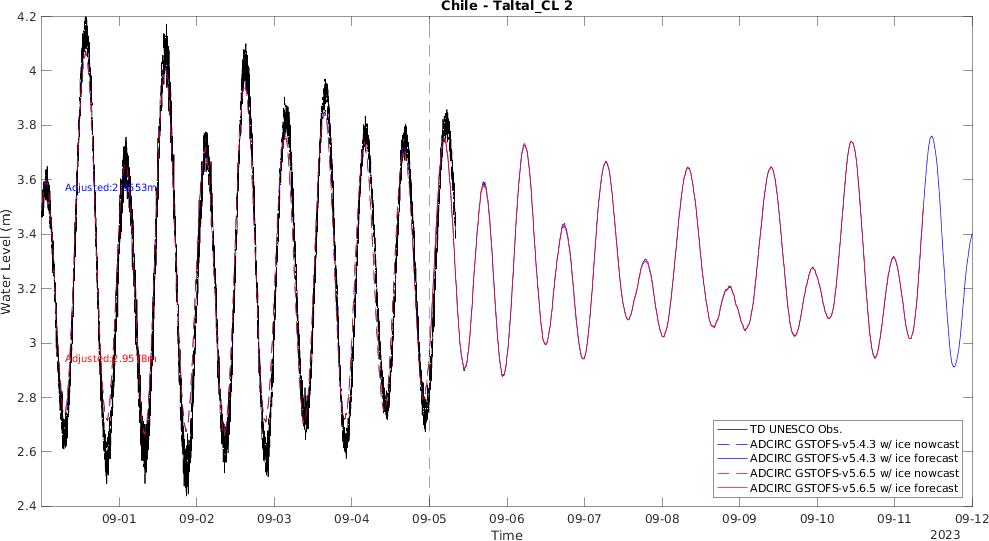 Chile - Taltal_CL 2
4.2
4
3.8
3.6
3.4
3.2
3
2.8
2.6
2.4
Water Level (m)
Adjusted:2.9578m
TD UNESCO Obs.
ADCIRC GSTOFS-v5.4.3 w/ ice nowcast
ADCIRC GSTOFS-v5.4.3 w/ ice forecast
ADCIRC GSTOFS-v5.6.5 w/ ice nowcast
ADCIRC GSTOFS-v5.6.5 w/ ice forecast
09-01 09-02 09-03 09-04 09-05 09-06 09-07 09-08 09-09 09-10 09-11 09-12
Time
2023